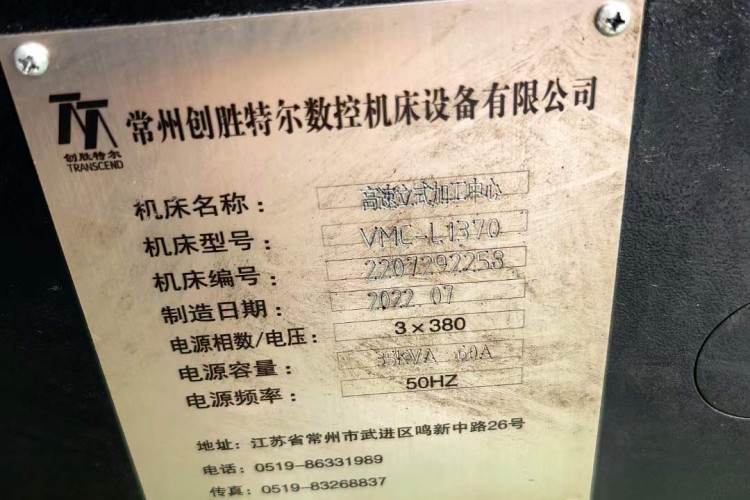 常州创胜特尔数控机床设备有限公司
创胜特尔
TRANSCEND
机床名称: 高速立式加工中心
机床型号: VMC-L1370
机床编号: 2207292258
制造日期: 2022.07
电源相数/电压: 3×380
电源容量: KVA 60A
电源频率: 50HZ
地址: 江苏省常州市武进区鸣新中路26号
电话: 0519-86331989
传真: 0519-83268837